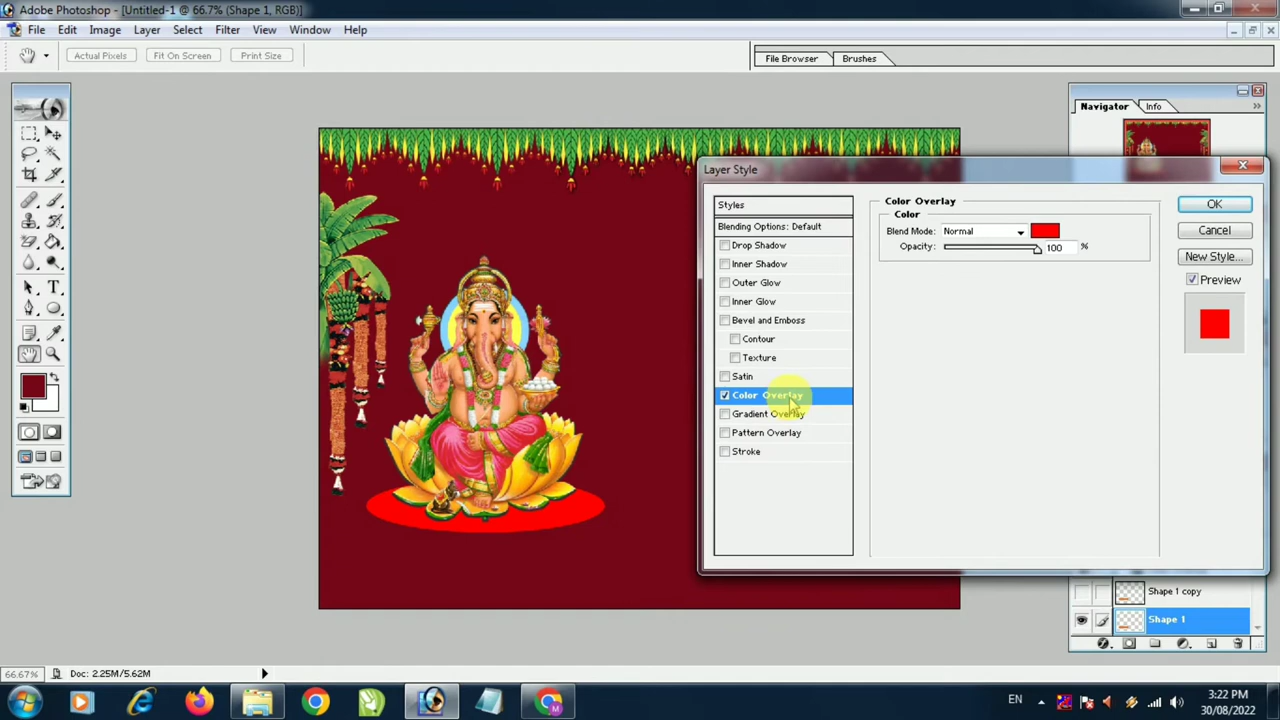 Adobe Photoshop - [Untitled-1 @ 66.7% (Shape 1, RGB)]
File Edit Image Layer Select Filter View Window Help
Actual Pixels Fit On Screen Print Size File Browser Brushes
Navigator Info
Layer Style
Styles
Blending Options: Default
Drop Shadow
Inner Shadow
Outer Glow
Inner Glow
Bevel and Emboss
Contour
Texture
Satin
Color Overlay
Gradient Overlay
Pattern Overlay
Stroke
Color Overlay
Color
Blend Mode: Normal
Opacity: 100 %
OK
Cancel
New Style...
Preview
Shape 1 copy
Shape 1
66.67% Doc: 2.25M/5.62M
EN
3:22 PM
30/08/2022